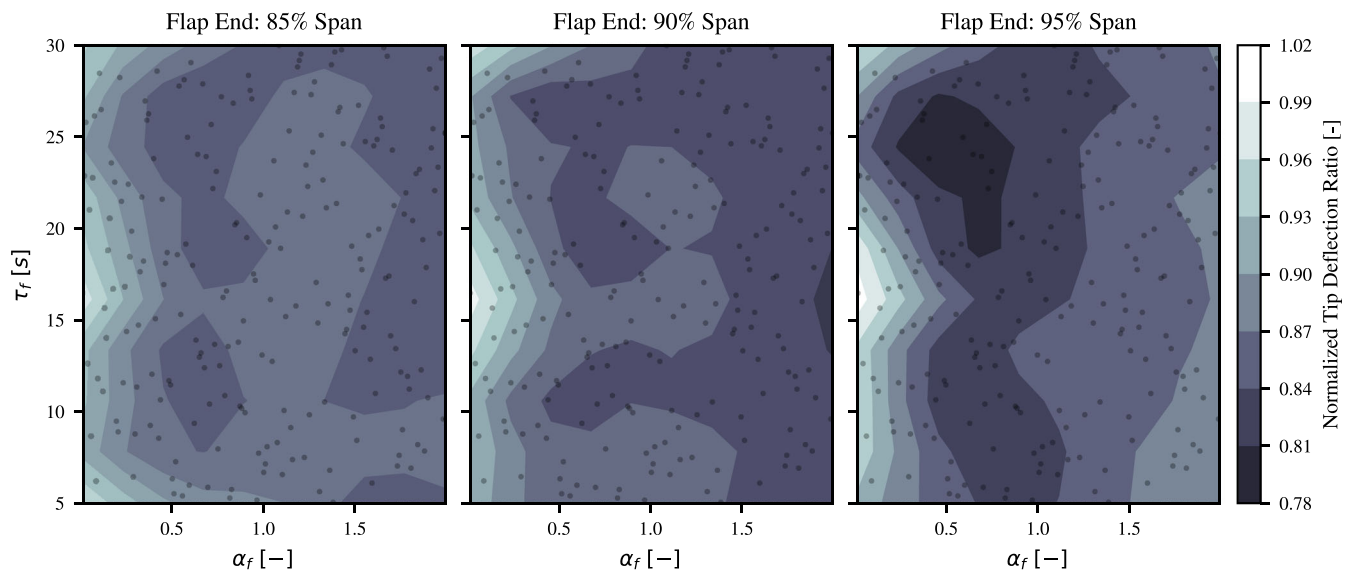 Flap End: 85% Span
Flap End: 90% Span
Flap End: 95% Span
30
25
20
15
10
5
τf [s]
0.5 1.0 1.5
αf [−]
0.5 1.0 1.5
αf [−]
0.5 1.0 1.5
αf [−]
1.02
0.99
0.96
0.93
0.90
0.87
0.84
0.81
0.78
Normalized Tip Deflection Ratio [-]